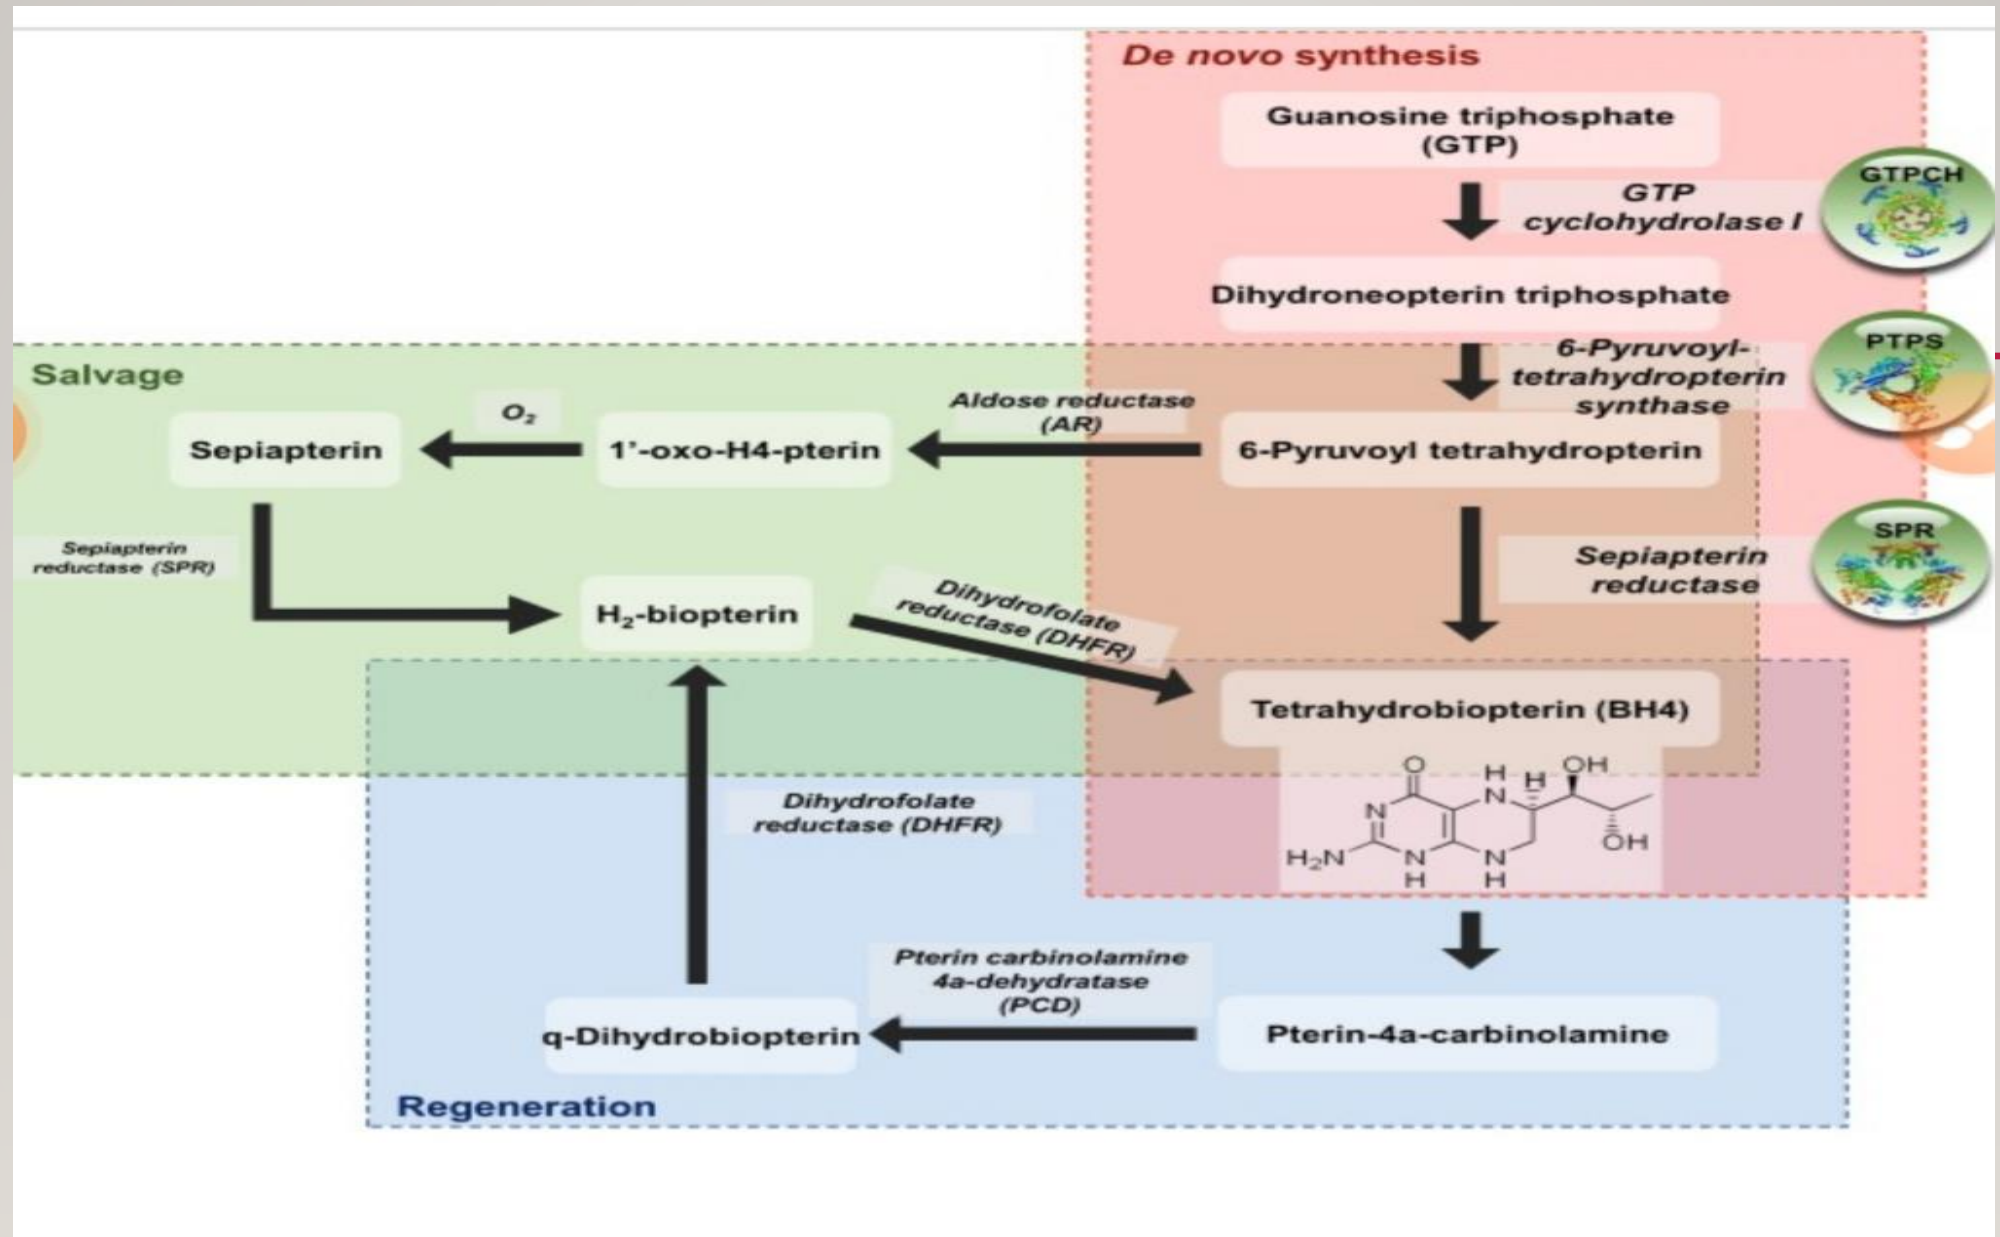 De novo synthesis
Guanosine triphosphate
(GTP)
GTP
cyclohydrolase I
GTPCH
Dihydroneopterin triphosphate
6-Pyruvoyl-
tetrahydropterin
synthase
PTPS
Salvage
Sepiapterin
O₂
1'-oxo-H4-pterin
Aldose reductase
(AR)
6-Pyruvoyl tetrahydropterin
Sepiapterin
reductase (SPR)
Sepiapterin
reductase
SPR
H₂-biopterin
Dihydrofolate
reductase (DHFR)
Tetrahydrobiopterin (BH4)
O
H
N
H
OH
N
OH
H₂N
N
H
N
H
Dihydrofolate
reductase (DHFR)
Pterin carbinolamine
4a-dehydratase
(PCD)
q-Dihydrobiopterin
Pterin-4a-carbinolamine
Regeneration